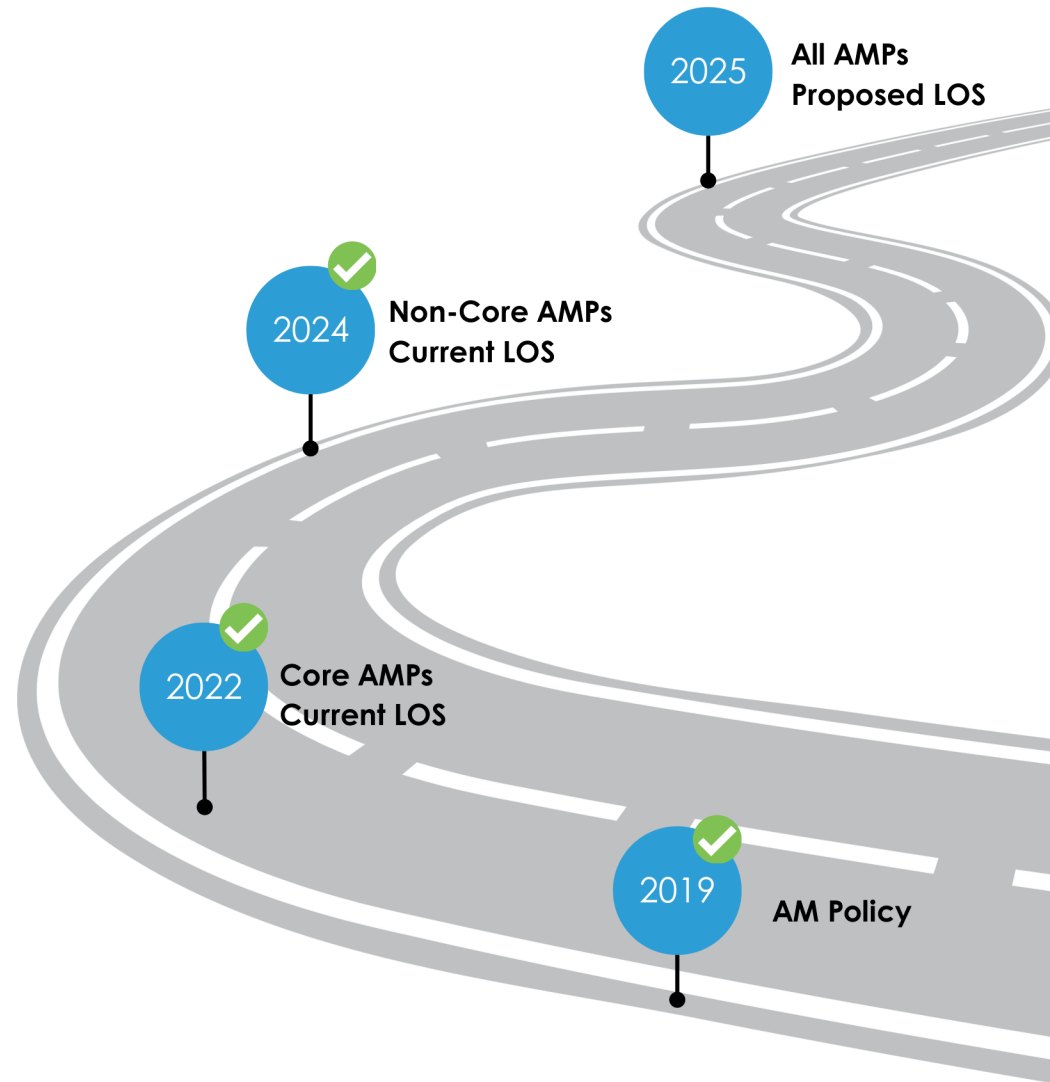 2025
All AMPs
Proposed LOS
2024
Non-Core AMPs
Current LOS
2022
Core AMPs
Current LOS
2019
AM Policy